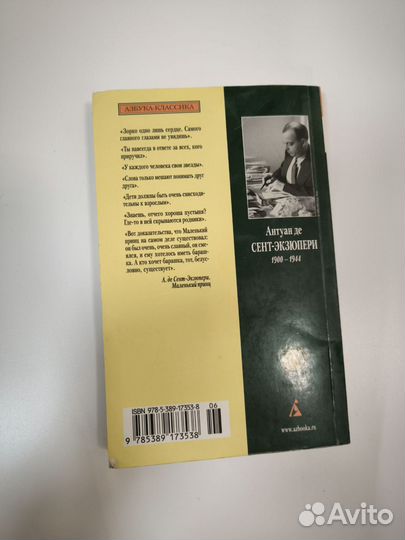 АЗБУКА-КЛАССИКА
«Зорко одно лишь сердце. Самого
главного глазами не увидишь».
«Ты навсегда в ответе за всех, кого
приручил».
«У каждого человека свои звезды».
«Слова только мешают понимать друг
друга».
«Дети должны быть очень снисходи-
тельны к взрослым».
«Знаешь, отчего хороша пустыня?
Где-то в ней скрываются родники».
«Вот доказательства, что Маленький
принц на самом деле существовал:
он был очень, очень славный, он сме-
ялся, и ему хотелось иметь бараш-
ка. А кто хочет барашка, тот, безус-
ловно, существует».
А. де Сент-Экзюпери.
Маленький принц
Антуан де
СЕНТ-ЭКЗЮПЕРИ
1900 – 1944
ISBN 978-5-389-17353-8
06
9 785389 173538
www.azbooka.ru
Avito